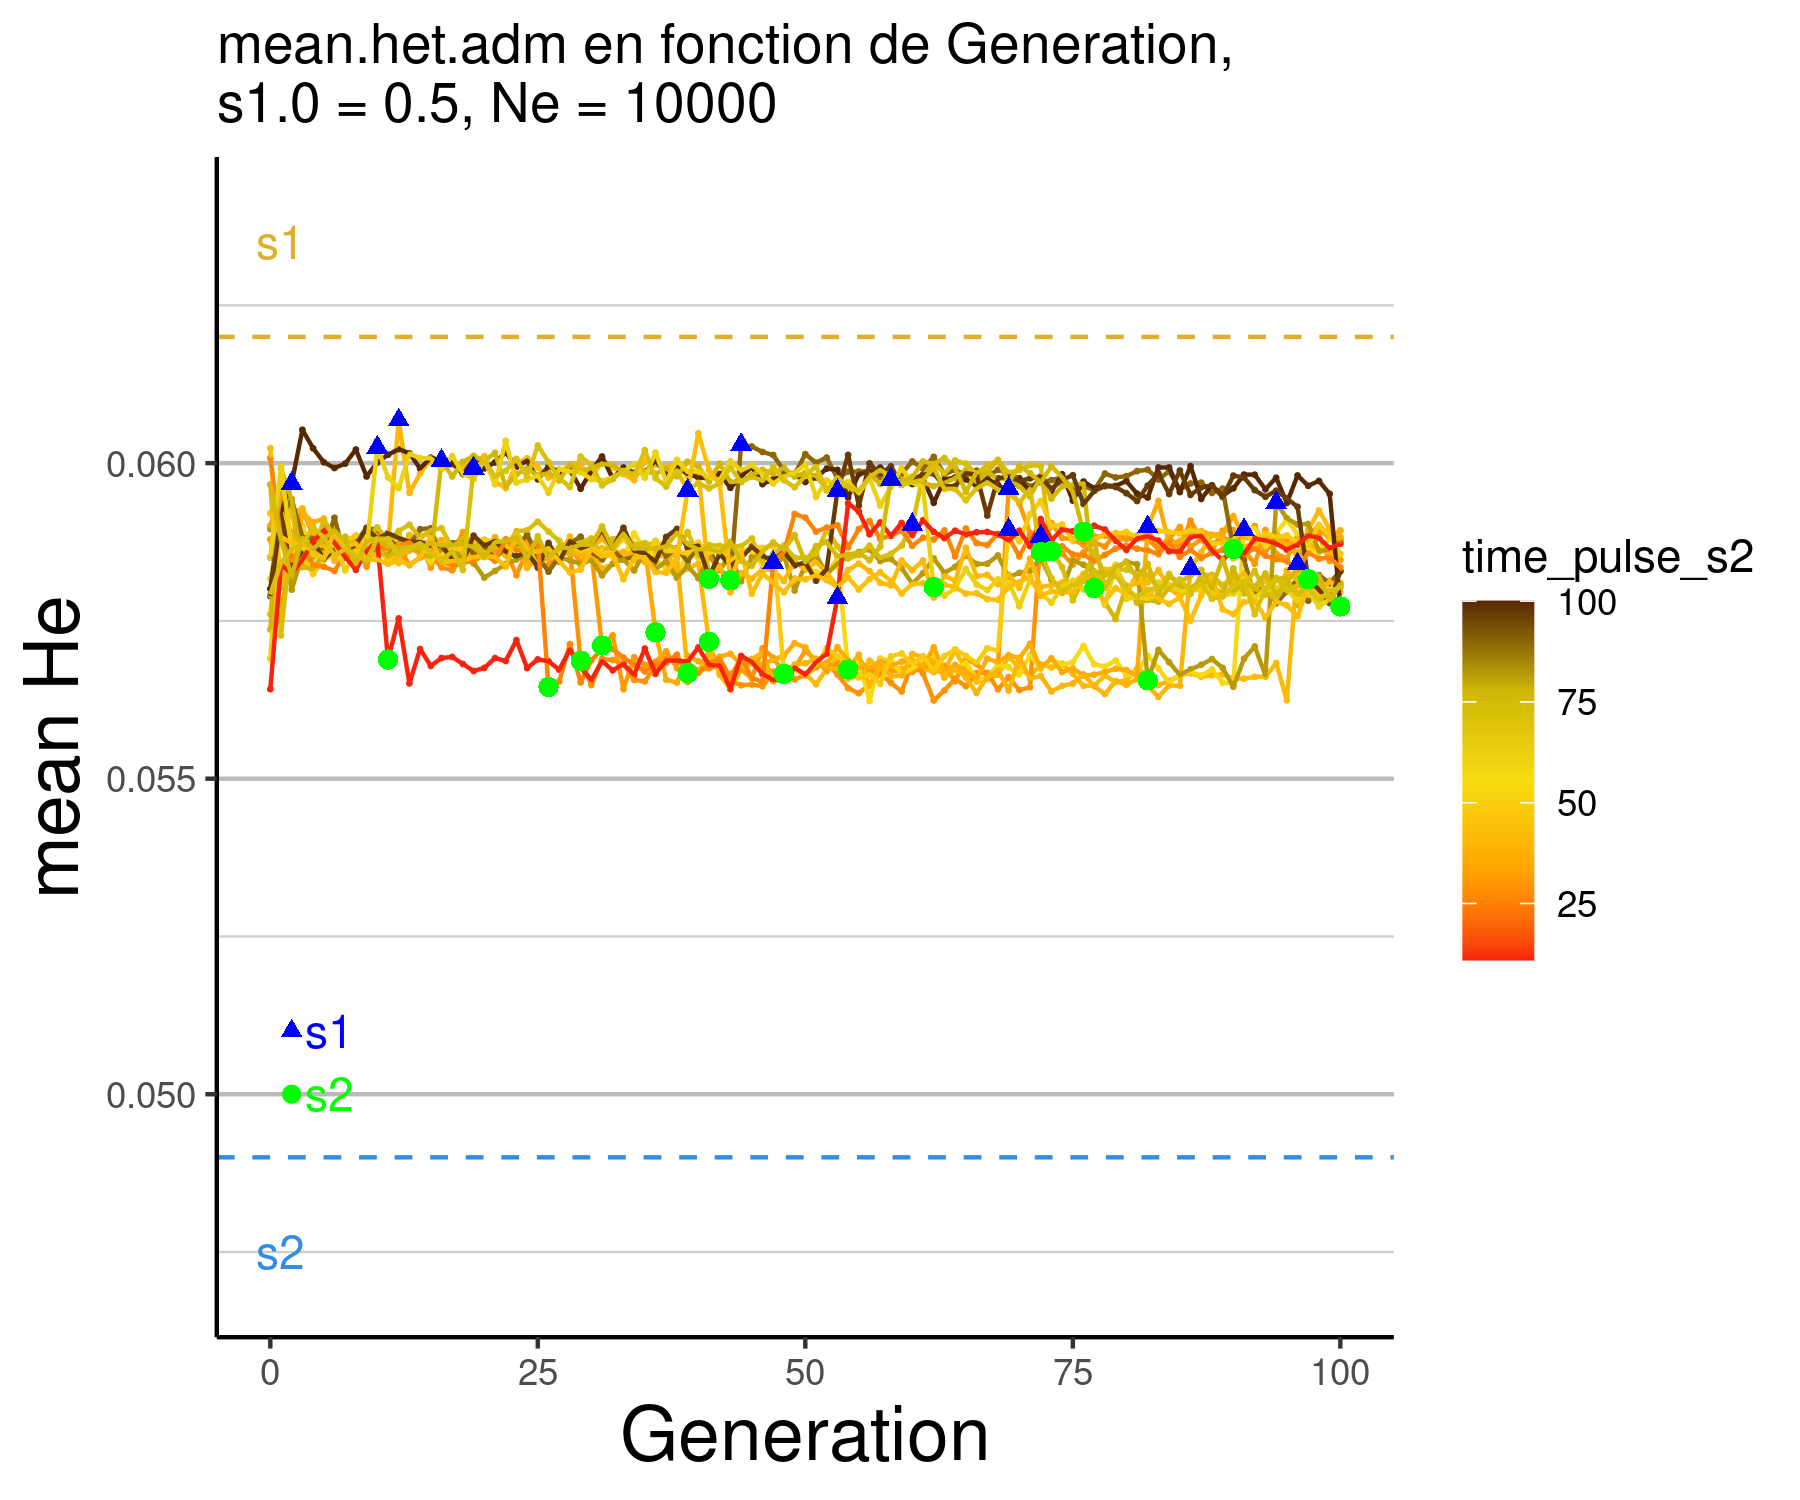 mean.het.adm en fonction de Generation,
s1.0 = 0.5, Ne = 10000
s1
0.060
0.055
0.050
mean He
s1
s2
s2
0
25
50
75
100
Generation
time_pulse_s2
100
75
50
25